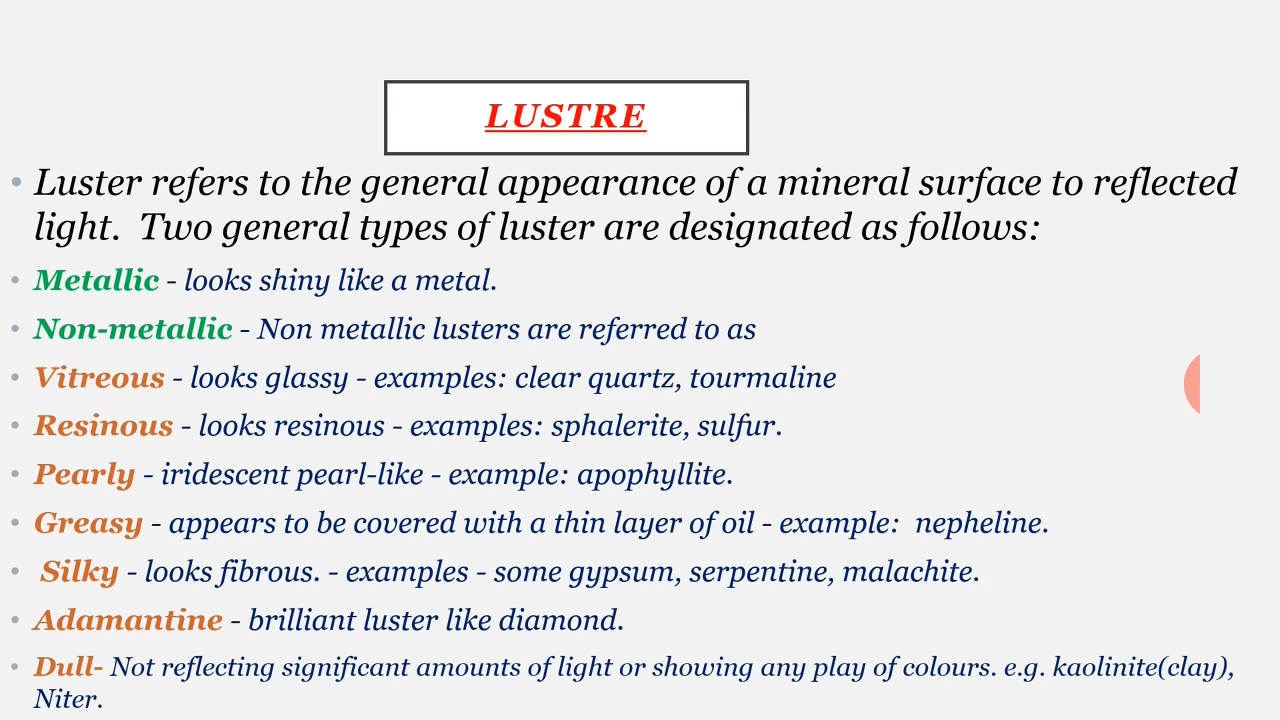 LUSTRE
• Luster refers to the general appearance of a mineral surface to reflected
light.  Two general types of luster are designated as follows:
• Metallic - looks shiny like a metal.
• Non-metallic - Non metallic lusters are referred to as
• Vitreous - looks glassy - examples: clear quartz, tourmaline
• Resinous - looks resinous - examples: sphalerite, sulfur.
• Pearly - iridescent pearl-like - example: apophyllite.
• Greasy - appears to be covered with a thin layer of oil - example:  nepheline.
• Silky - looks fibrous. - examples - some gypsum, serpentine, malachite.
• Adamantine - brilliant luster like diamond.
• Dull- Not reflecting significant amounts of light or showing any play of colours. e.g. kaolinite(clay),
Niter.